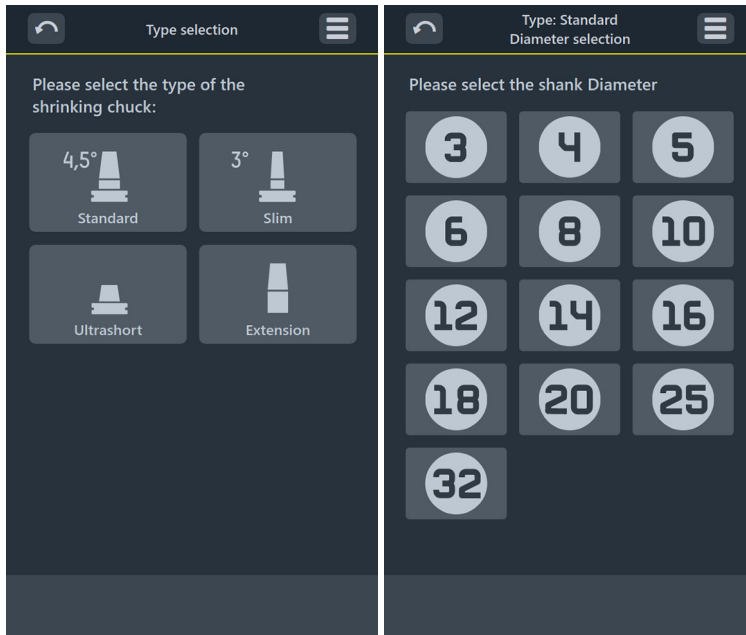 Type selection
Please select the type of the
shrinking chuck:
4,5°
3°
Standard
Slim
Ultrashort
Extension
Type: Standard
Diameter selection
Please select the shank Diameter
3
4
5
6
8
10
12
14
16
18
20
25
32